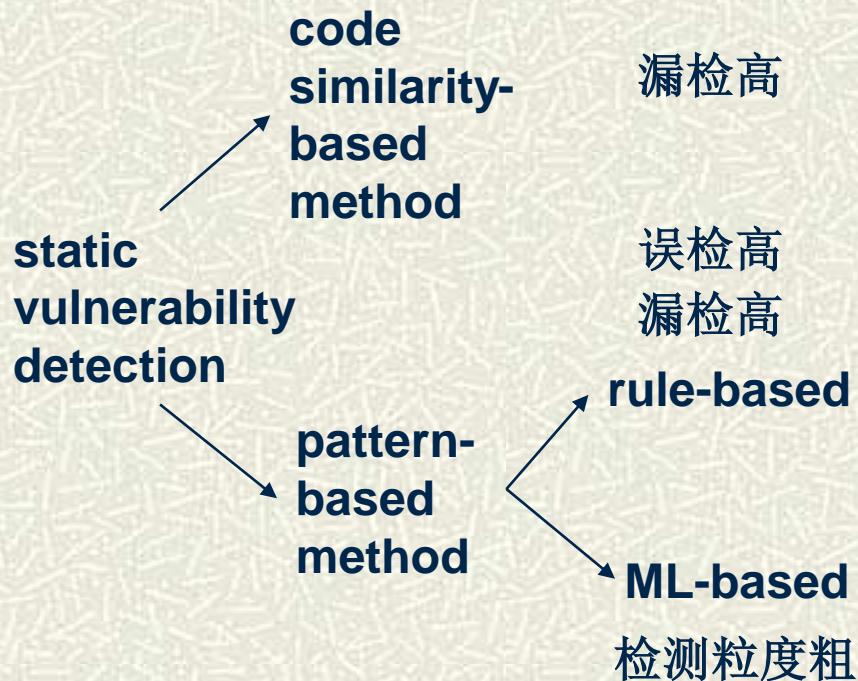 code
similarity-
based
method
漏检高
static
vulnerability
detection
误检高
漏检高
rule-based
pattern-
based
method
ML-based
检测粒度粗